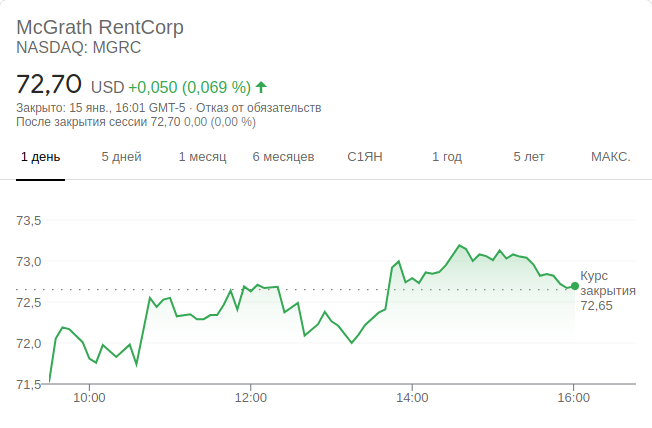 McGrath RentCorp
NASDAQ: MGRC
72,70 USD +0,050 (0,069 %)
Закрыто: 15 янв., 16:01 GMT-5 · Отказ от обязательств
После закрытия сессии 72,70 0,00 (0,00 %)
1 день 5 дней 1 месяц 6 месяцев С1ЯН 1 год 5 лет МАКС.
73,5
73,0
72,5
72,0
71,5
Курс
закрытия
72,65
10:00 12:00 14:00 16:00